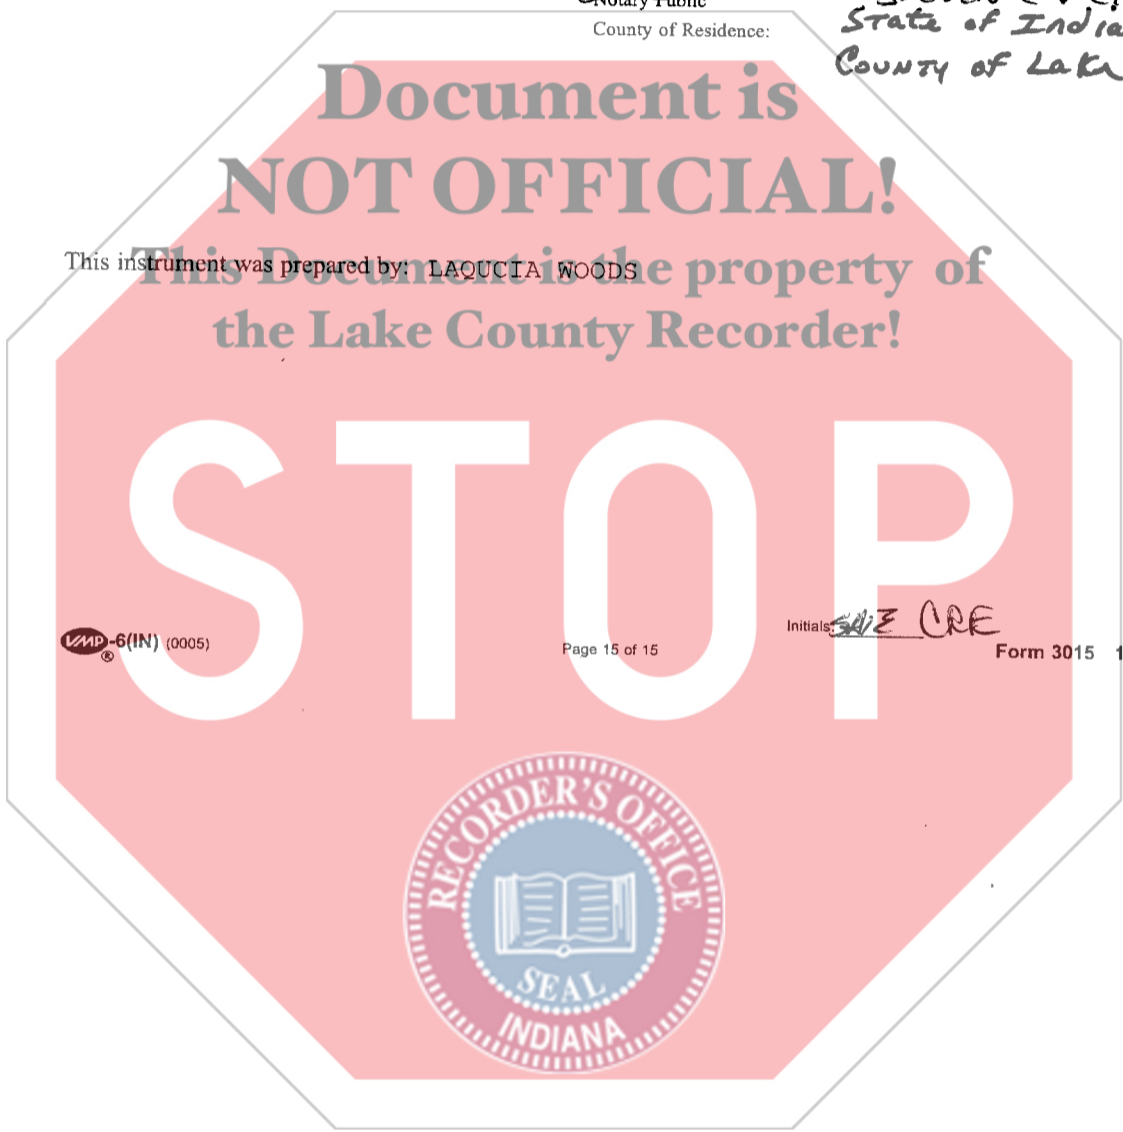 Notary Public
County of Residence:
State of India
County of Lake
Document is
NOT OFFICIAL!
This instrument was prepared by: LAQUCIA WOODS
This Document is the property of
the Lake County Recorder!
STOP
VMP-6(IN) (0005)
®
Page 15 of 15
Initials: CRE
Form 3015 1
RECORDER'S OFFICE
SEAL
INDIANA